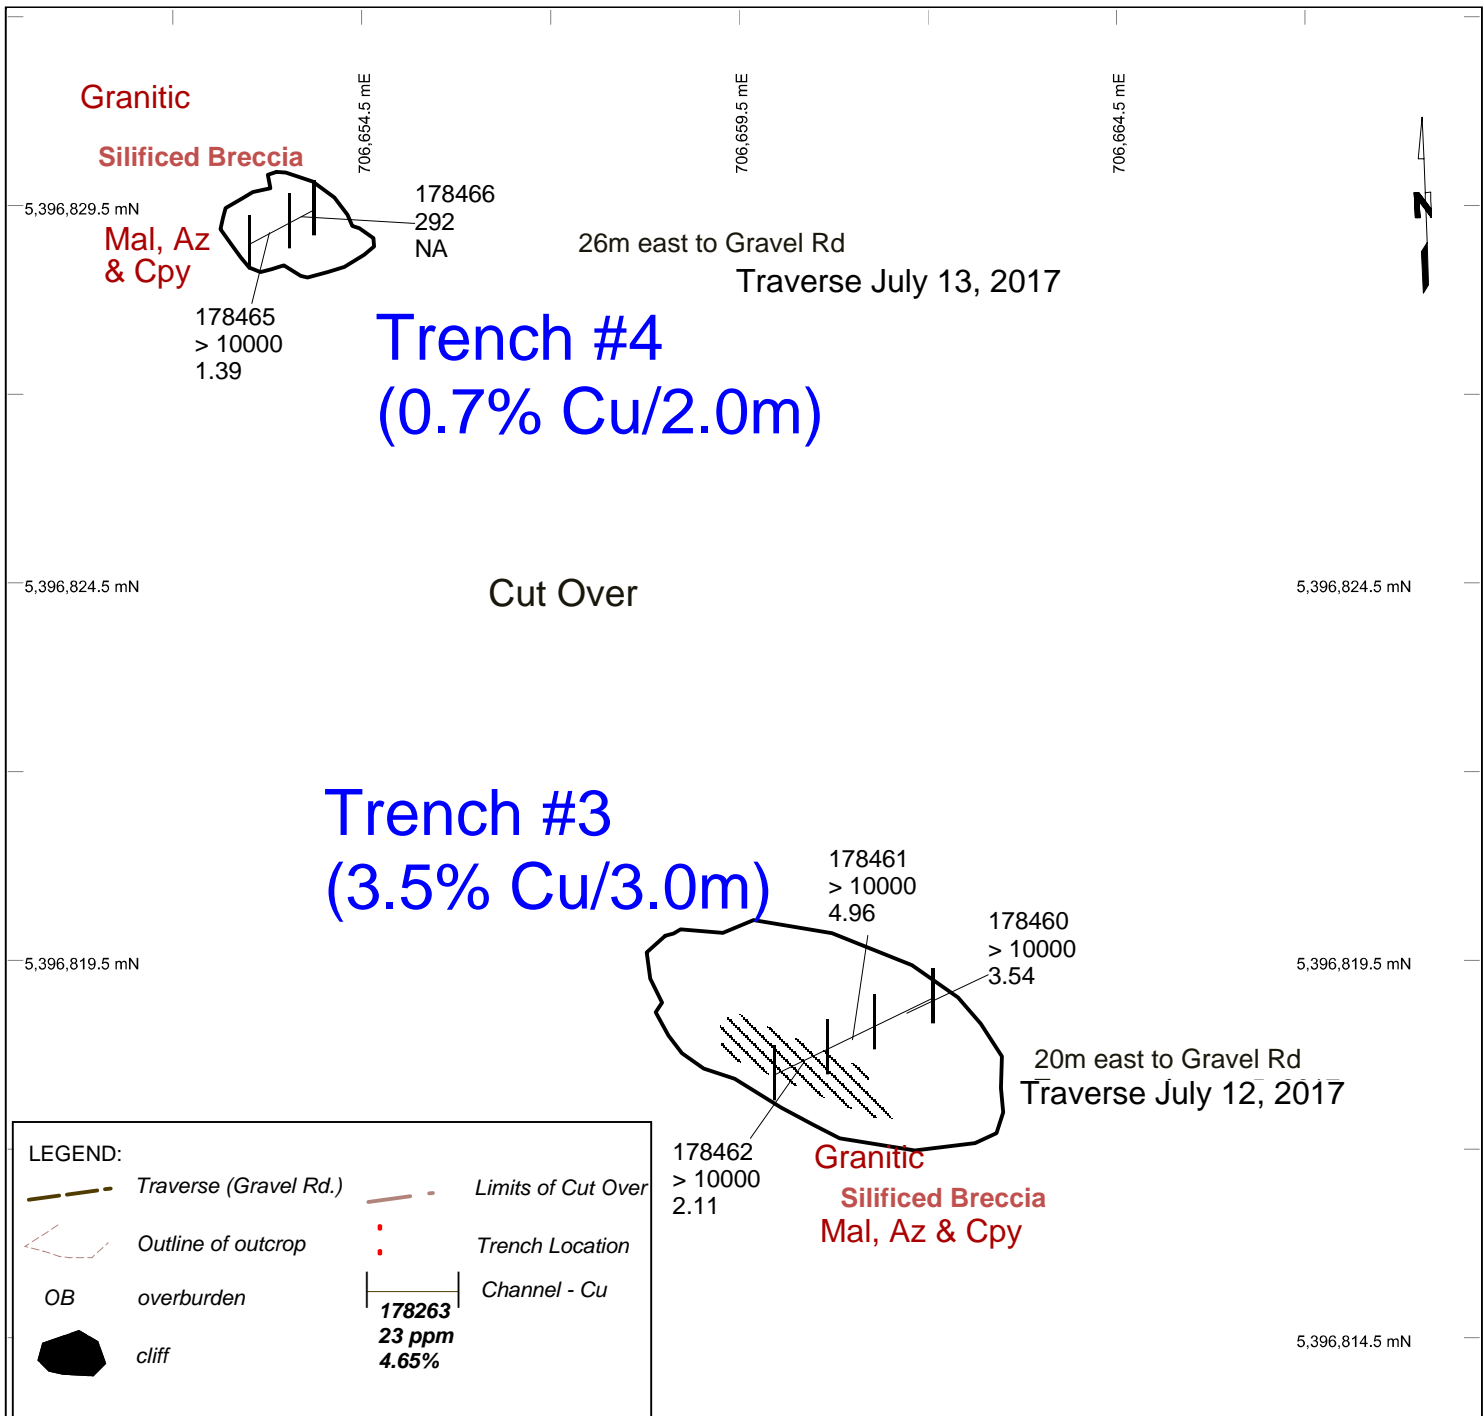 706,654.5 mE
706,659.5 mE
706,664.5 mE
Granitic
Silificed Breccia
5,396,829.5 mN
Mal, Az
& Cpy
178466
292
NA
26m east to Gravel Rd
Traverse July 13, 2017
N
178465
> 10000
1.39
Trench #4
(0.7% Cu/2.0m)
5,396,824.5 mN
Cut Over
5,396,824.5 mN
Trench #3
(3.5% Cu/3.0m)
178461
> 10000
4.96
178460
> 10000
3.54
5,396,819.5 mN
5,396,819.5 mN
20m east to Gravel Rd
Traverse July 12, 2017
178462
> 10000
2.11
Granitic
Silificed Breccia
Mal, Az & Cpy
5,396,814.5 mN
LEGEND:
Traverse (Gravel Rd.)
Limits of Cut Over
Outline of outcrop
Trench Location
OB overburden
Channel - Cu
178263
23 ppm
4.65%
cliff